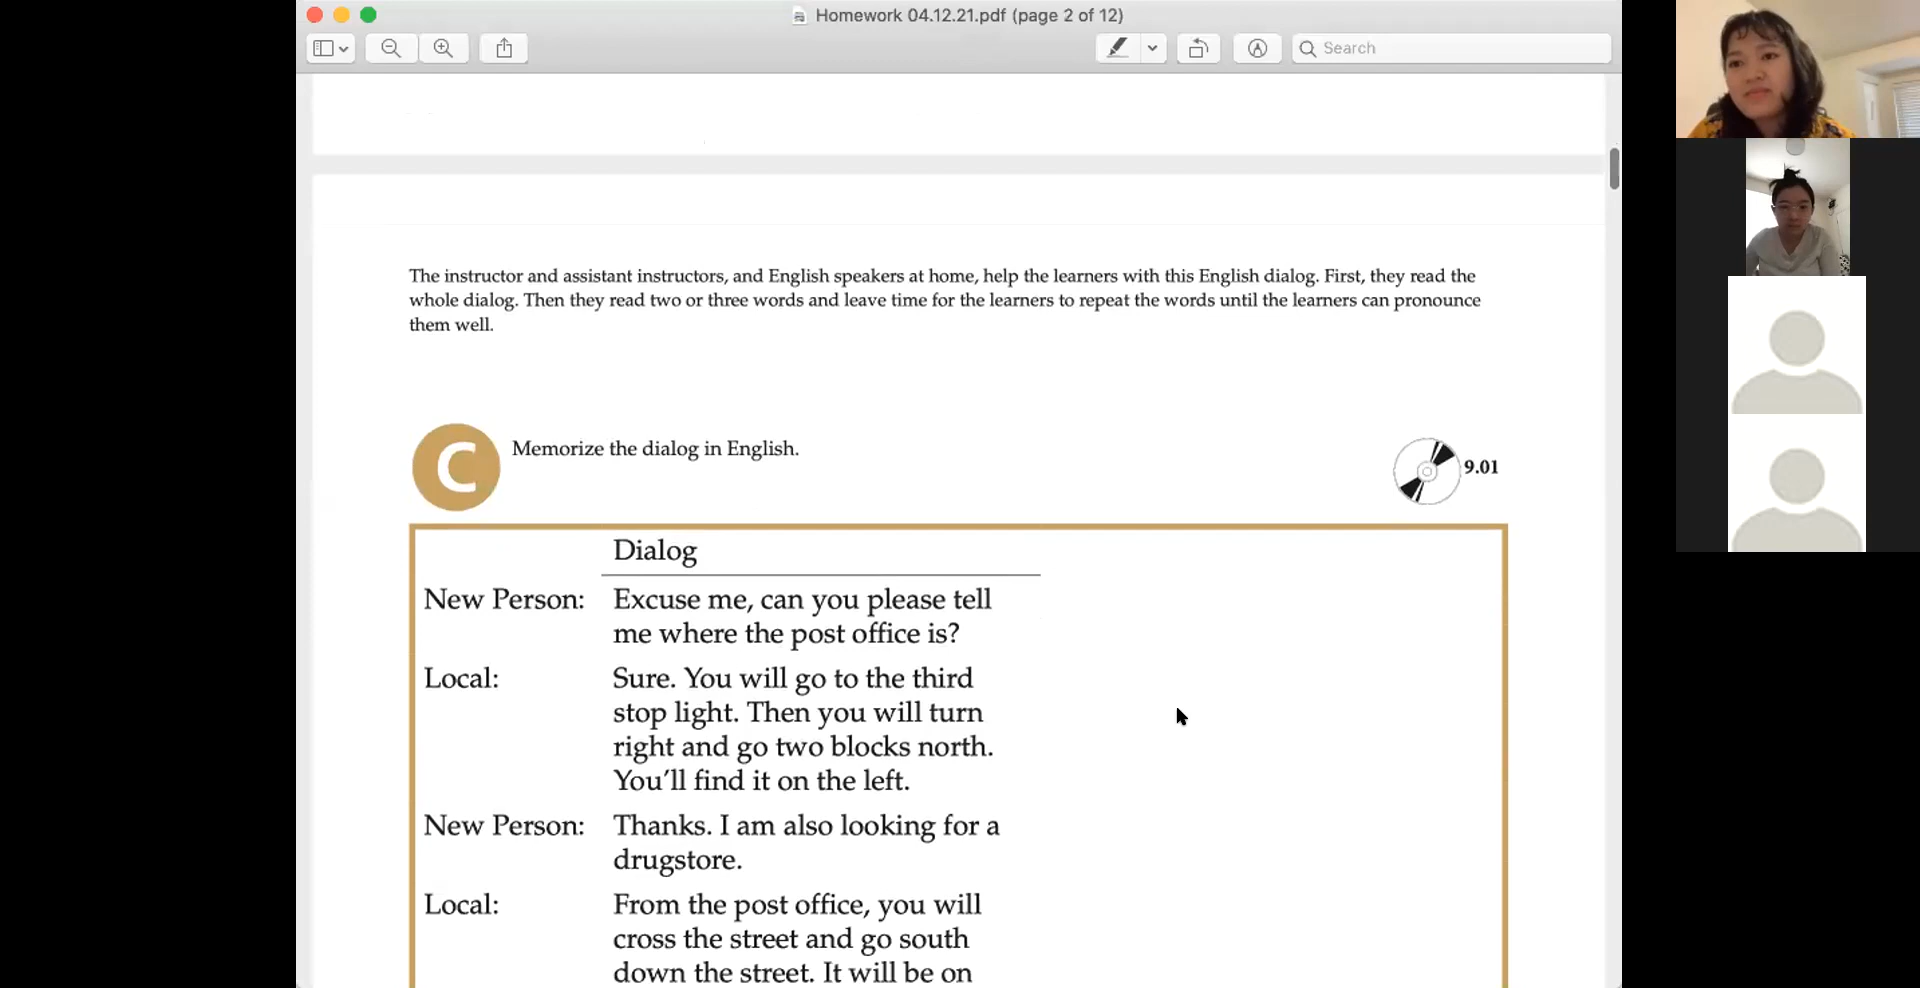 Homework 04.12.21.pdf (page 2 of 12)
Search
The instructor and assistant instructors, and English speakers at home, help the learners with this English dialog. First, they read the
whole dialog. Then they read two or three words and leave time for the learners to repeat the words until the learners can pronounce
them well.
C
Memorize the dialog in English.
9.01
Dialog
New Person: Excuse me, can you please tell
me where the post office is?
Local: Sure. You will go to the third
stop light. Then you will turn
right and go two blocks north.
You'll find it on the left.
New Person: Thanks. I am also looking for a
drugstore.
Local: From the post office, you will
cross the street and go south
down the street. It will be on